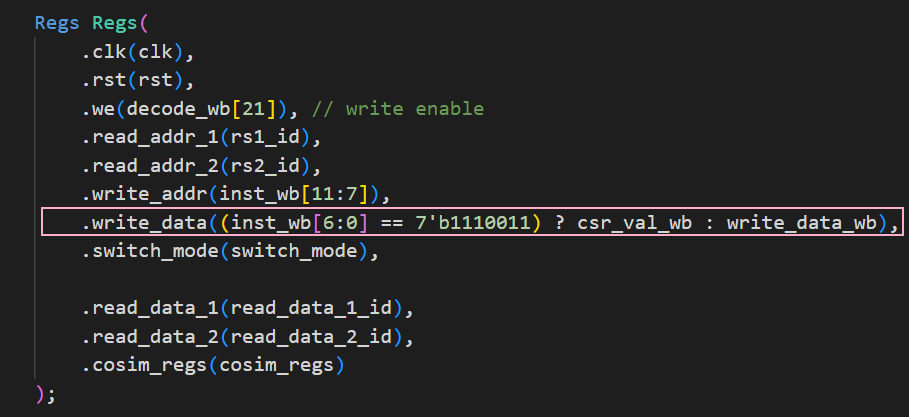 Regs Regs(
.clk(clk),
.rst(rst),
.we(decode_wb[21]), // write enable
.read_addr_1(rs1_id),
.read_addr_2(rs2_id),
.write_addr(inst_wb[11:7]),
.write_data((inst_wb[6:0] == 7'b1110011) ? csr_val_wb : write_data_wb),
.switch_mode(switch_mode),
.read_data_1(read_data_1_id),
.read_data_2(read_data_2_id),
.cosim_regs(cosim_regs)
);